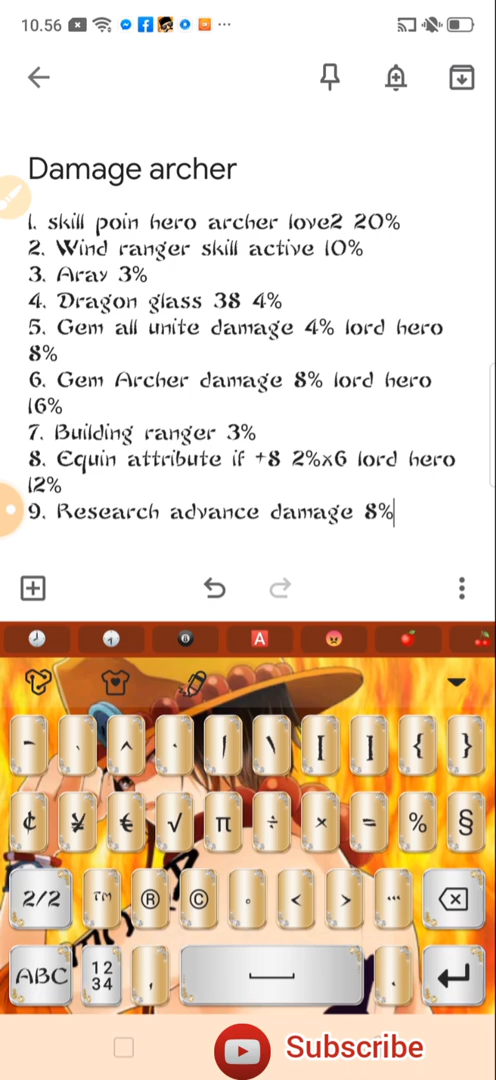 10.56
Damage archer
1. skill poin hero archer love2 20%
2. Wind ranger skill active 10%
3. Aray 3%
4. Dragon glass 38 4%
5. Gem all unite damage 4% lord hero
8%
6. Gem Archer damage 8% lord hero
16%
7. Building ranger 3%
8. Equin attribute if +8 2%x6 lord hero
12%
9. Research advance damage 8%
A
[ ] { }
¢ ¥ € √ π ÷ × = % §
2/2 ™ ® © ° < > ...
ABC 12 , .
34
Subscribe